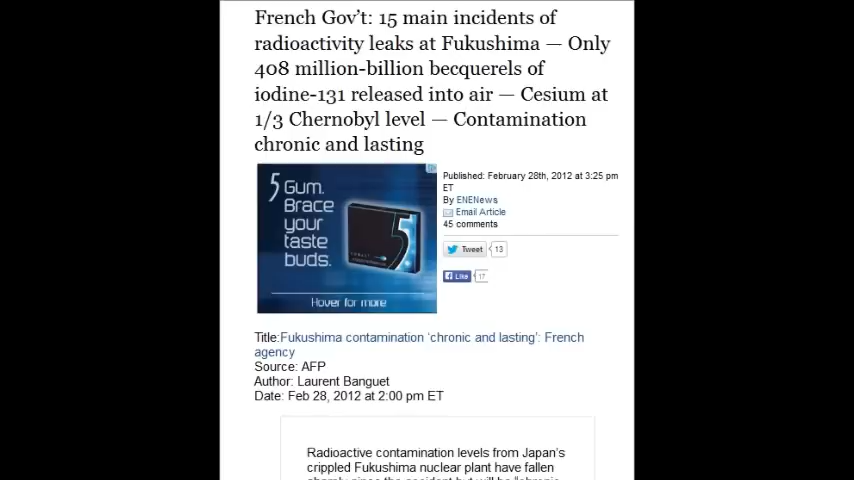 French Gov't: 15 main incidents of
radioactivity leaks at Fukushima — Only
408 million-billion becquerels of
iodine-131 released into air — Cesium at
1/3 Chernobyl level — Contamination
chronic and lasting
5 Gum.
Brace
your
taste
buds.
Hover for more
Published: February 28th, 2012 at 3:25 pm
ET
By ENENews
Email Article
45 comments
Tweet 13
Like 17
Title:Fukushima contamination 'chronic and lasting': French
agency
Source: AFP
Author: Laurent Banguet
Date: Feb 28, 2012 at 2:00 pm ET
Radioactive contamination levels from Japan's
crippled Fukushima nuclear plant have fallen